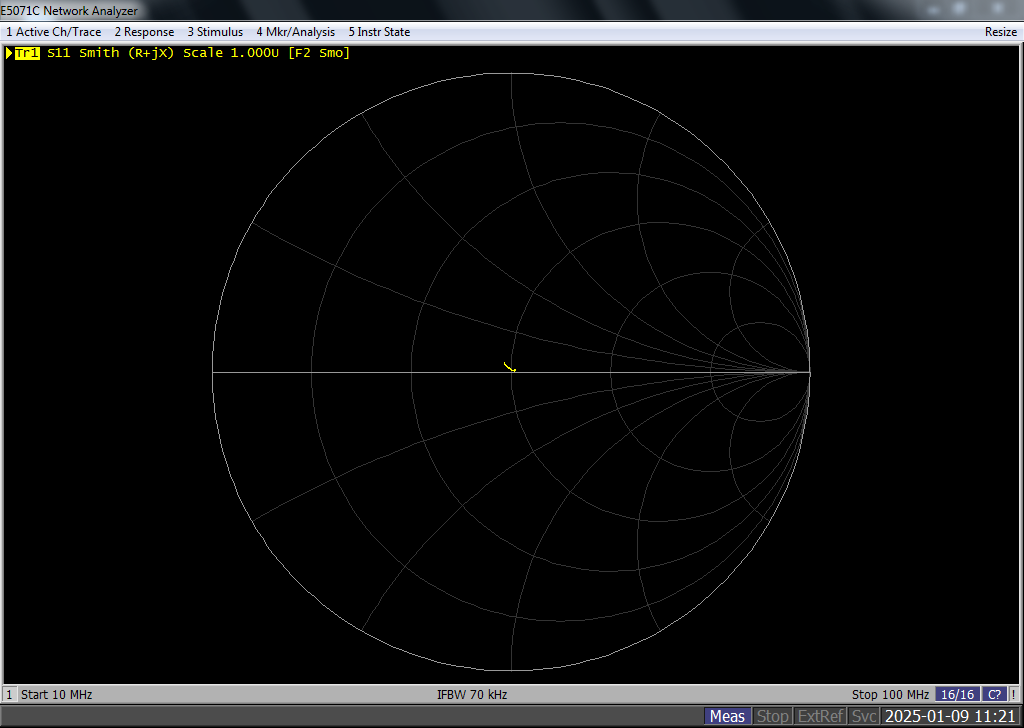 E5071C Network Analyzer
1 Active Ch/Trace 2 Response 3 Stimulus 4 Mkr/Analysis 5 Instr State Resize
Tr1 S11 Smith (R+jX) Scale 1.000U [F2 Smo]
1 Start 10 MHz IFBW 70 kHz Stop 100 MHz 16/16 C? !
Meas Stop ExtRef Svc 2025-01-09 11:21